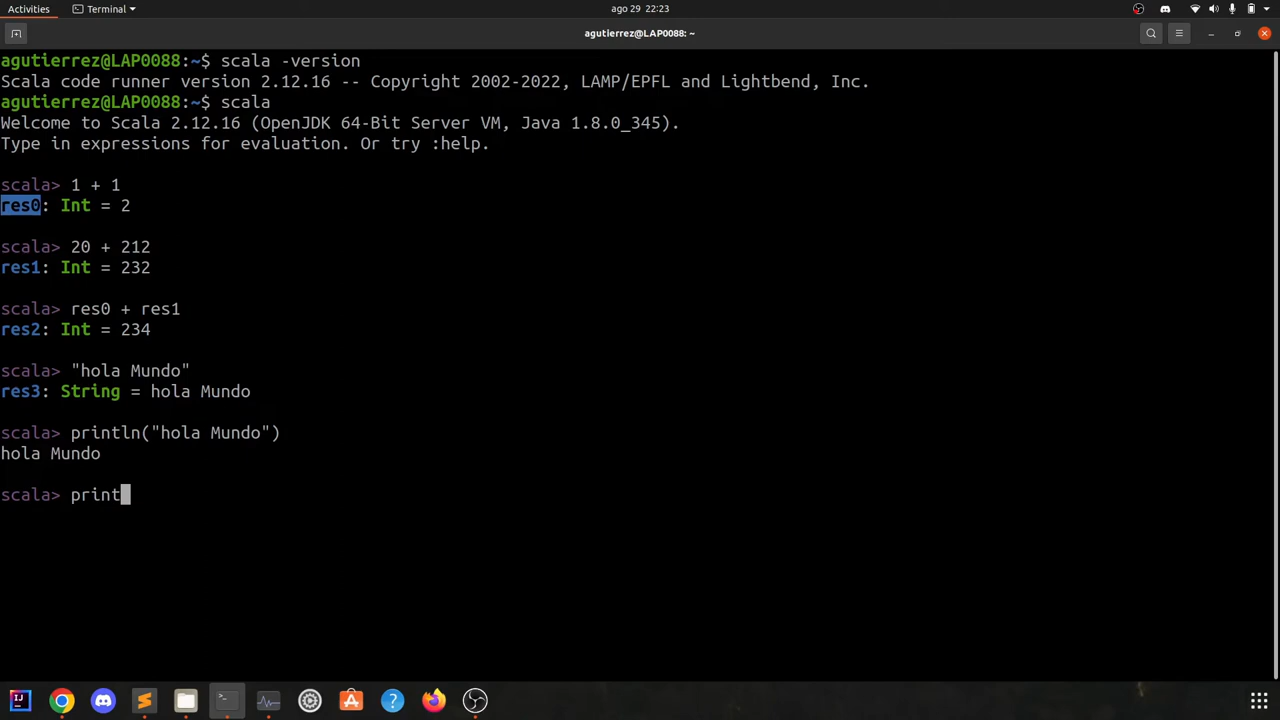 Activities
Terminal
ago 29 22:23
agutierrez@LAP0088: ~
agutierrez@LAP0088:~$ scala -version
Scala code runner version 2.12.16 -- Copyright 2002-2022, LAMP/EPFL and Lightbend, Inc.
agutierrez@LAP0088:~$ scala
Welcome to Scala 2.12.16 (OpenJDK 64-Bit Server VM, Java 1.8.0_345).
Type in expressions for evaluation. Or try :help.
scala> 1 + 1
res0: Int = 2
scala> 20 + 212
res1: Int = 232
scala> res0 + res1
res2: Int = 234
scala> "hola Mundo"
res3: String = hola Mundo
scala> println("hola Mundo")
hola Mundo
scala> print